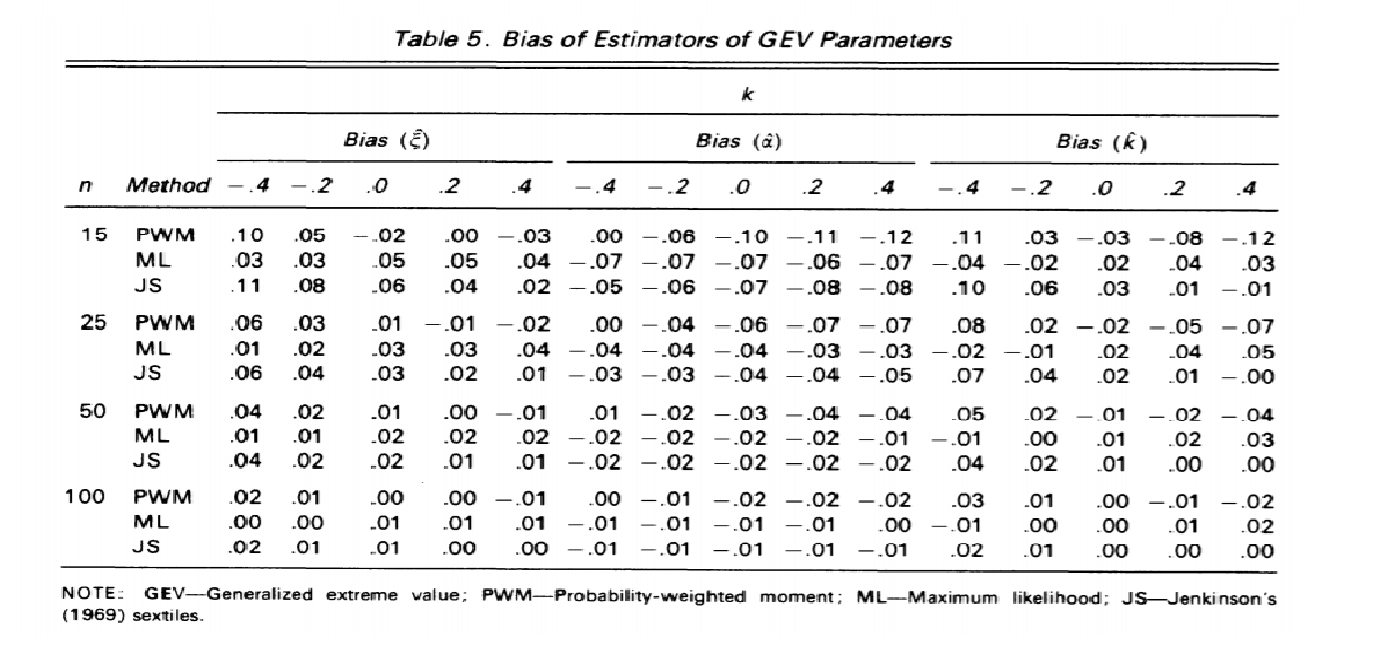 Table 5. Bias of Estimators of GEV Parameters
k
Bias (ξ̂) Bias (α̂) Bias (k̂)
n Method −.4 −.2 .0 .2 .4 −.4 −.2 .0 .2 .4 −.4 −.2 .0 .2 .4
15 PWM .10 .05 −.02 .00 −.03 .00 −.06 −.10 −.11 −.12 .11 .03 −.03 −.08 −.12
ML .03 .03 .05 .05 .04 −.07 −.07 −.07 −.06 −.07 −.04 −.02 .02 .04 .03
JS .11 .08 .06 .04 .02 −.05 −.06 −.07 −.08 −.08 .10 .06 .03 .01 −.01
25 PWM .06 .03 .01 −.01 −.02 .00 −.04 −.06 −.07 −.07 .08 .02 −.02 −.05 −.07
ML .01 .02 .03 .03 .04 −.04 −.04 −.04 −.03 −.03 −.02 −.01 .02 .04 .05
JS .06 .04 .03 .02 .01 −.03 −.03 −.04 −.04 −.05 .07 .04 .02 .01 −.00
50 PWM .04 .02 .01 .00 −.01 .01 −.02 −.03 −.04 −.04 .05 .02 −.01 −.02 −.04
ML .01 .01 .02 .02 .02 −.02 −.02 −.02 −.02 −.01 −.01 .00 .01 .02 .03
JS .04 .02 .02 .01 .01 −.02 −.02 −.02 −.02 −.02 .04 .02 .01 .00 .00
100 PWM .02 .01 .00 .00 −.01 .00 −.01 −.02 −.02 −.02 .03 .01 .00 −.01 −.02
ML .00 .00 .01 .01 .01 −.01 −.01 −.01 −.01 .00 −.01 .00 .00 .01 .02
JS .02 .01 .01 .00 .00 −.01 −.01 −.01 −.01 −.01 .02 .01 .00 .00 .00
NOTE: GEV—Generalized extreme value; PWM—Probability-weighted moment; ML—Maximum likelihood; JS—Jenkinson's
(1969) sextiles.